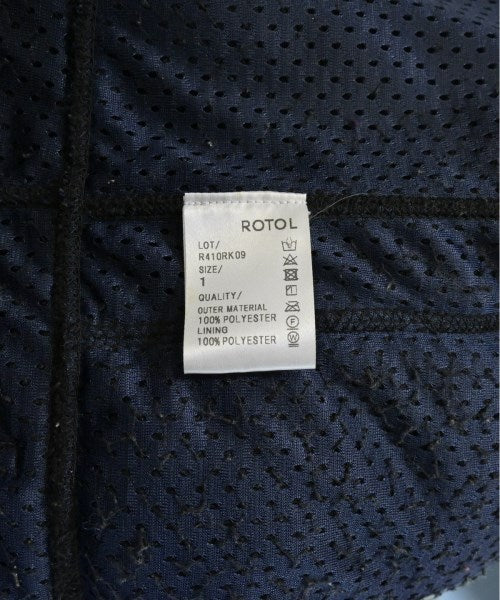 ROTOL
LOT/
R410RK09
SIZE/
1
QUALITY/
OUTER MATERIAL
100% POLYESTER
LINING
100% POLYESTER
F
W